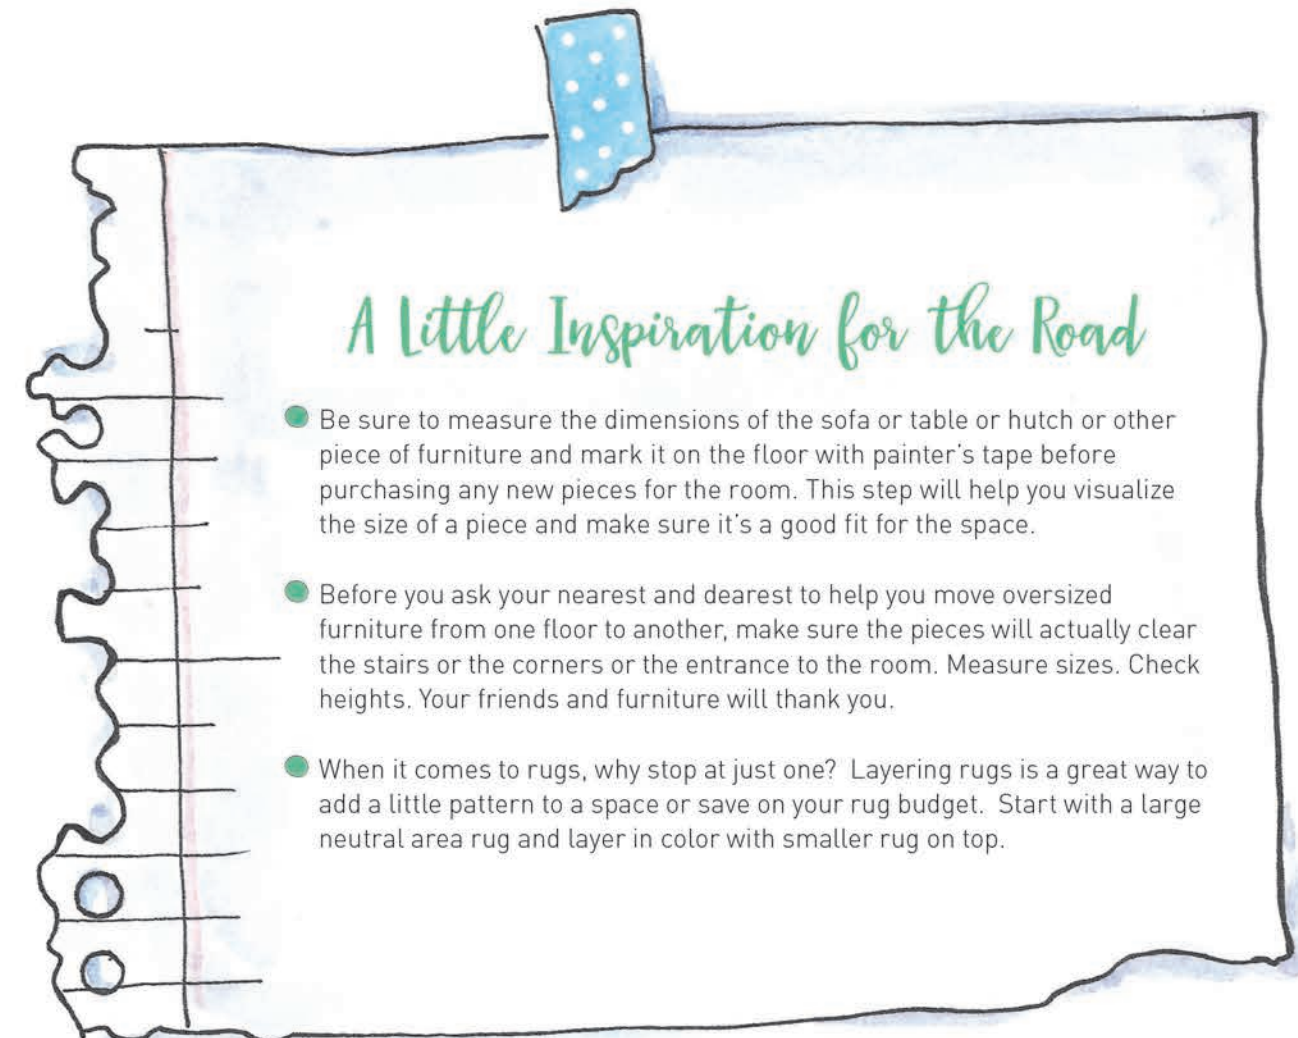 A Little Inspiration for the Road
Be sure to measure the dimensions of the sofa or table or hutch or other
piece of furniture and mark it on the floor with painter's tape before
purchasing any new pieces for the room. This step will help you visualize
the size of a piece and make sure it's a good fit for the space.
Before you ask your nearest and dearest to help you move oversized
furniture from one floor to another, make sure the pieces will actually clear
the stairs or the corners or the entrance to the room. Measure sizes. Check
heights. Your friends and furniture will thank you.
When it comes to rugs, why stop at just one?  Layering rugs is a great way to
add a little pattern to a space or save on your rug budget.  Start with a large
neutral area rug and layer in color with smaller rug on top.